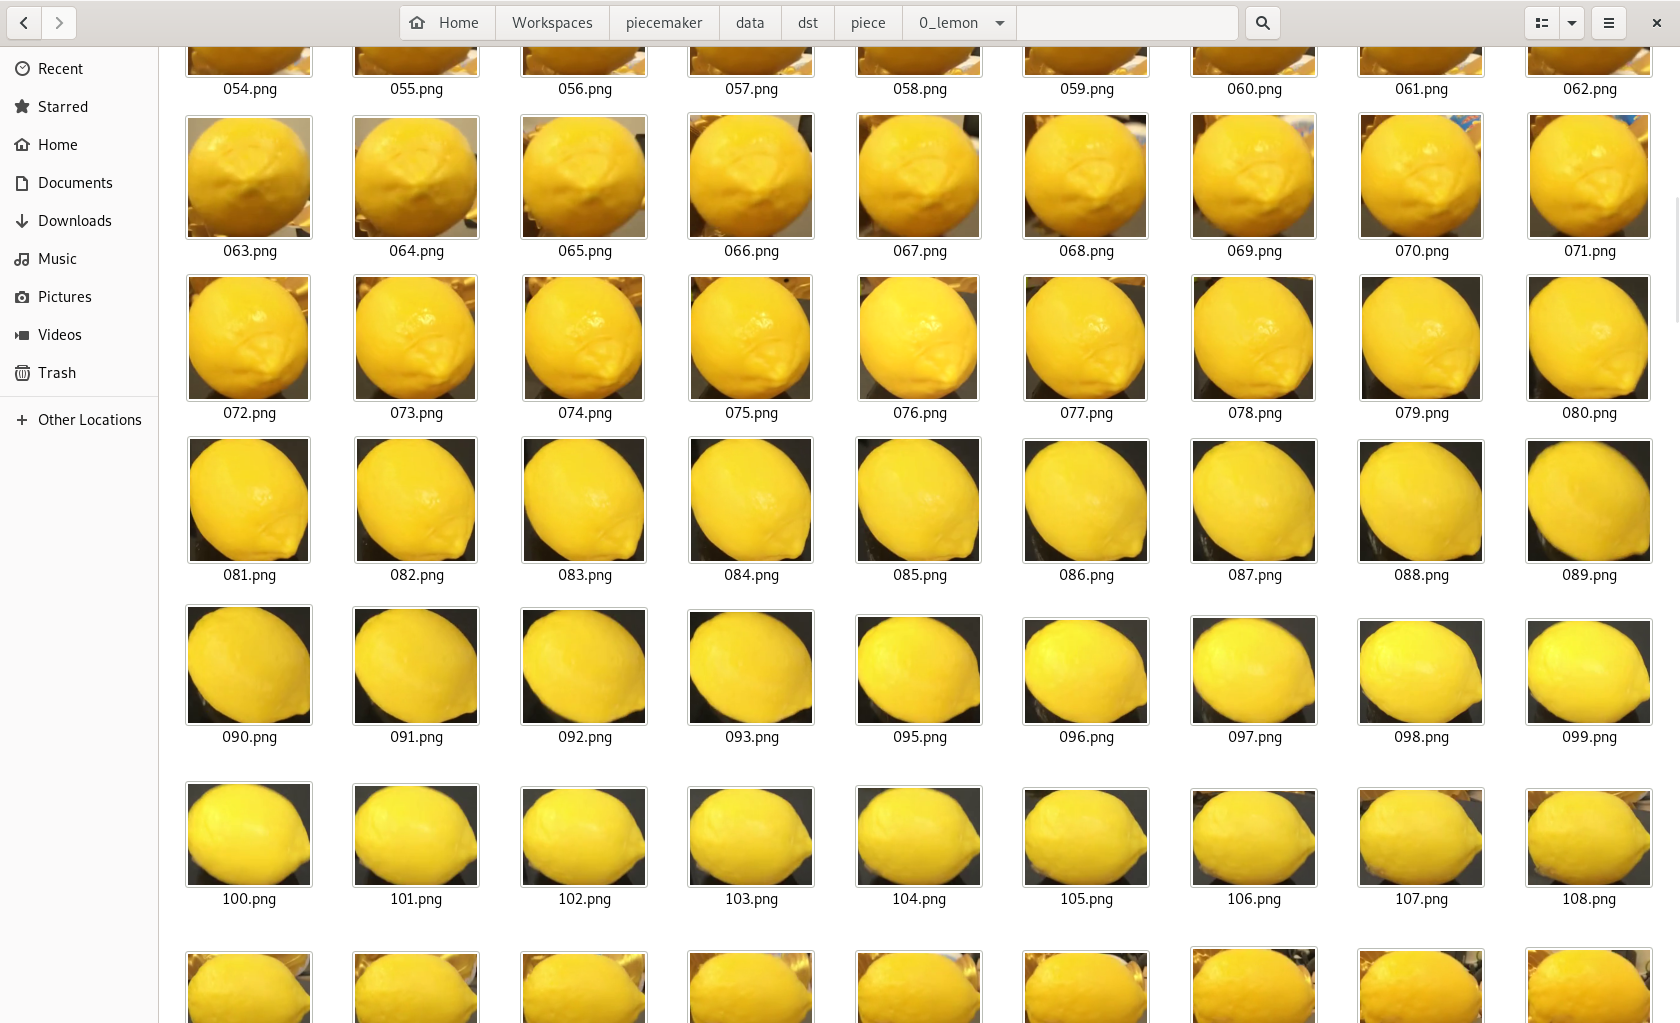 Home Workspaces piecemaker data dst piece 0_lemon
Recent
Starred
Home
Documents
Downloads
Music
Pictures
Videos
Trash
Other Locations
054.png 055.png 056.png 057.png 058.png 059.png 060.png 061.png 062.png
063.png 064.png 065.png 066.png 067.png 068.png 069.png 070.png 071.png
072.png 073.png 074.png 075.png 076.png 077.png 078.png 079.png 080.png
081.png 082.png 083.png 084.png 085.png 086.png 087.png 088.png 089.png
090.png 091.png 092.png 093.png 095.png 096.png 097.png 098.png 099.png
100.png 101.png 102.png 103.png 104.png 105.png 106.png 107.png 108.png